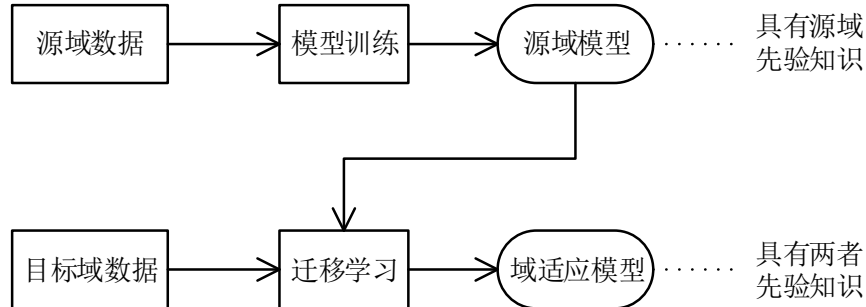 源域数据
模型训练
源域模型
······
具有源域
先验知识
目标域数据
迁移学习
域适应模型
······
具有两者
先验知识